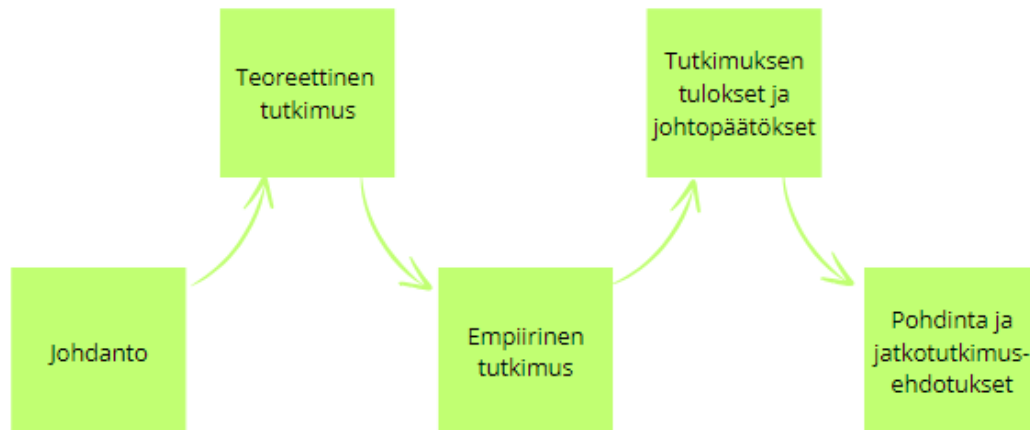 Johdanto
Teoreettinen
tutkimus
Empiirinen
tutkimus
Tutkimuksen
tulokset ja
johtopäätökset
Pohdinta ja
jatkotutkimus-
ehdotukset